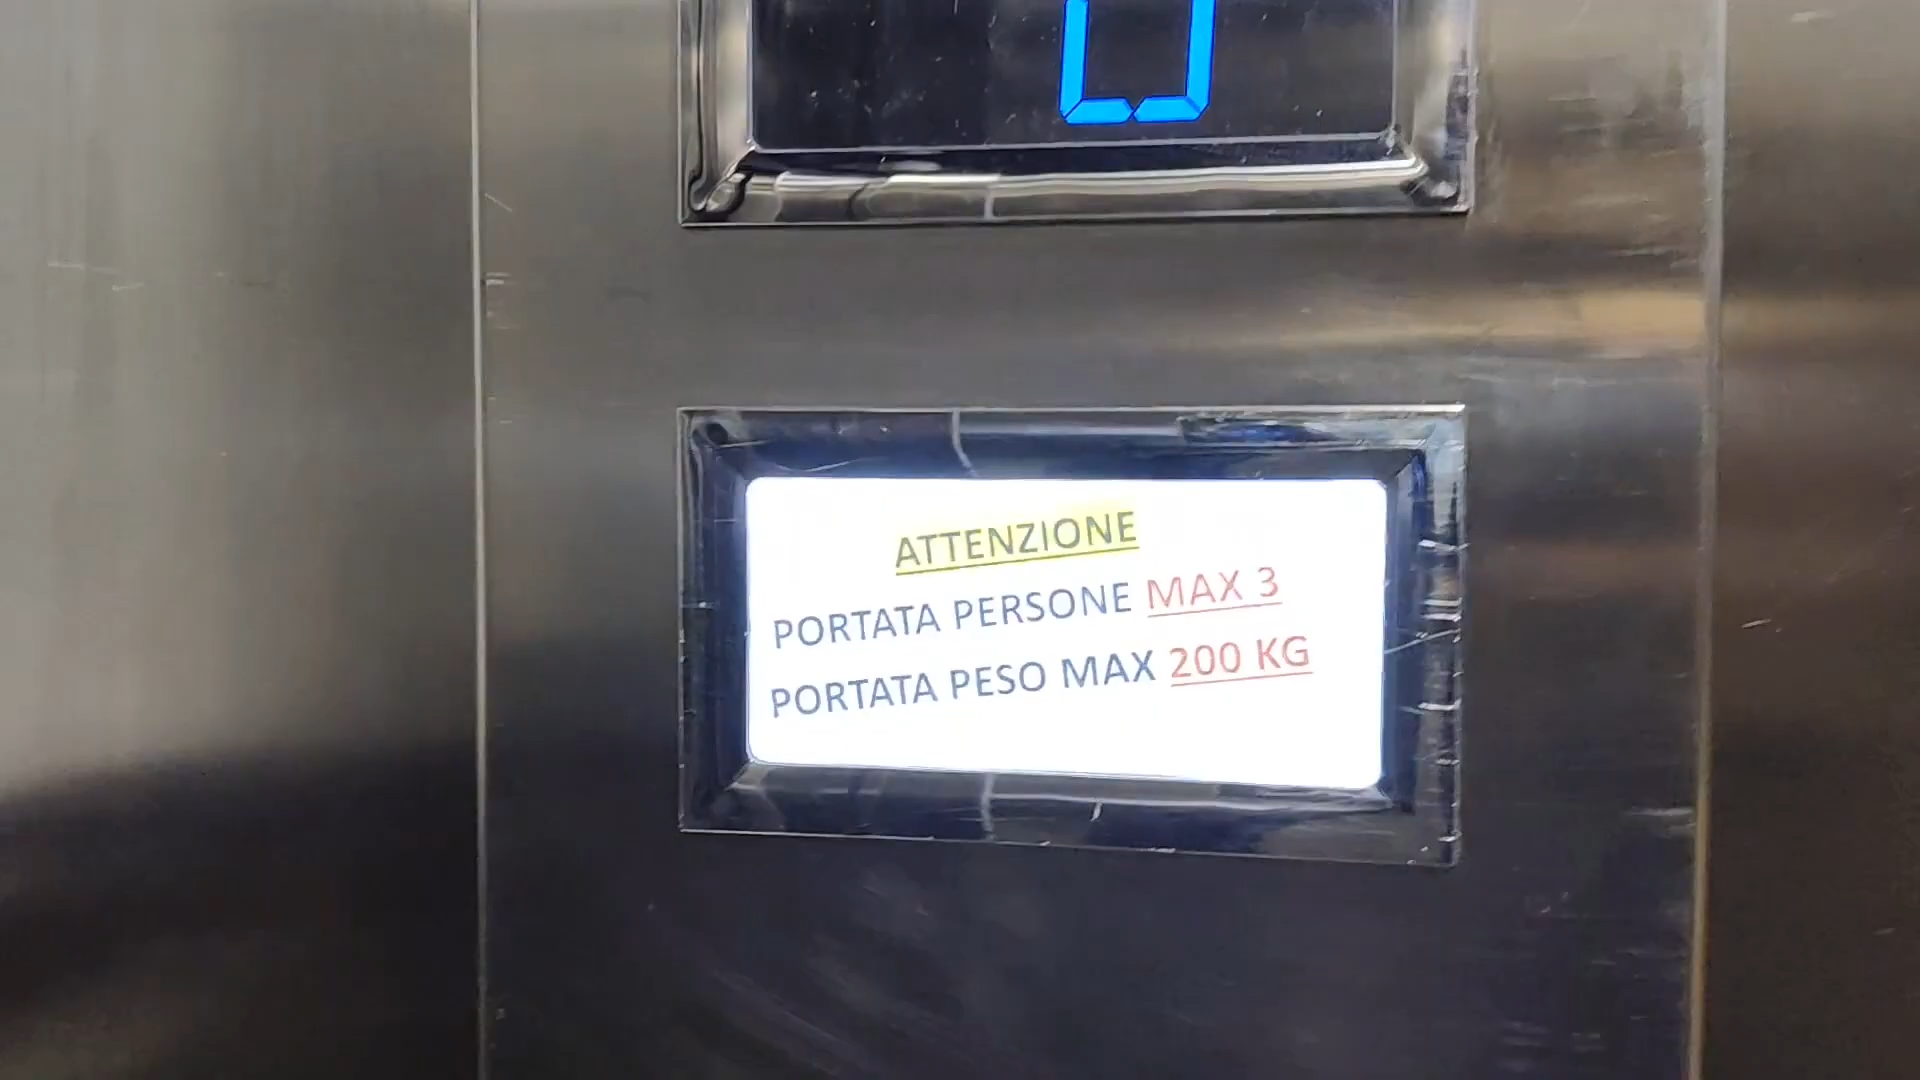 ATTENZIONE
PORTATA PERSONE MAX 3
PORTATA PESO MAX 200 KG